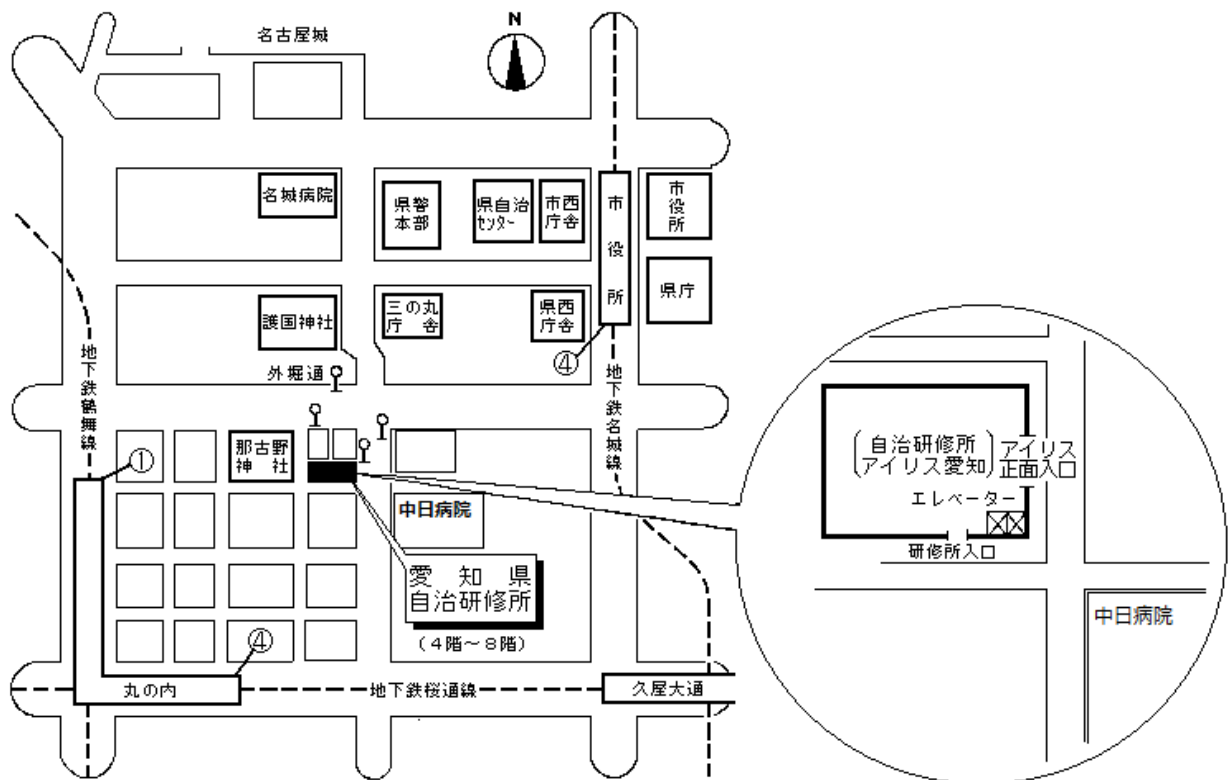 名古屋城
N
名城病院
県警
本部
県自治
センター
市西
庁舎
市役所
市役所
護国神社
三の丸
庁舎
県西
庁舎
県庁
④
外堀通
地下鉄鶴舞線
地下鉄名城線
①
那古野
神社
中日病院
愛知県
自治研修所
(4階～8階)
④
丸の内
地下鉄桜通線
久屋大通
自治研修所
アイリス愛知
アイリス
正面入口
エレベーター
研修所入口
中日病院